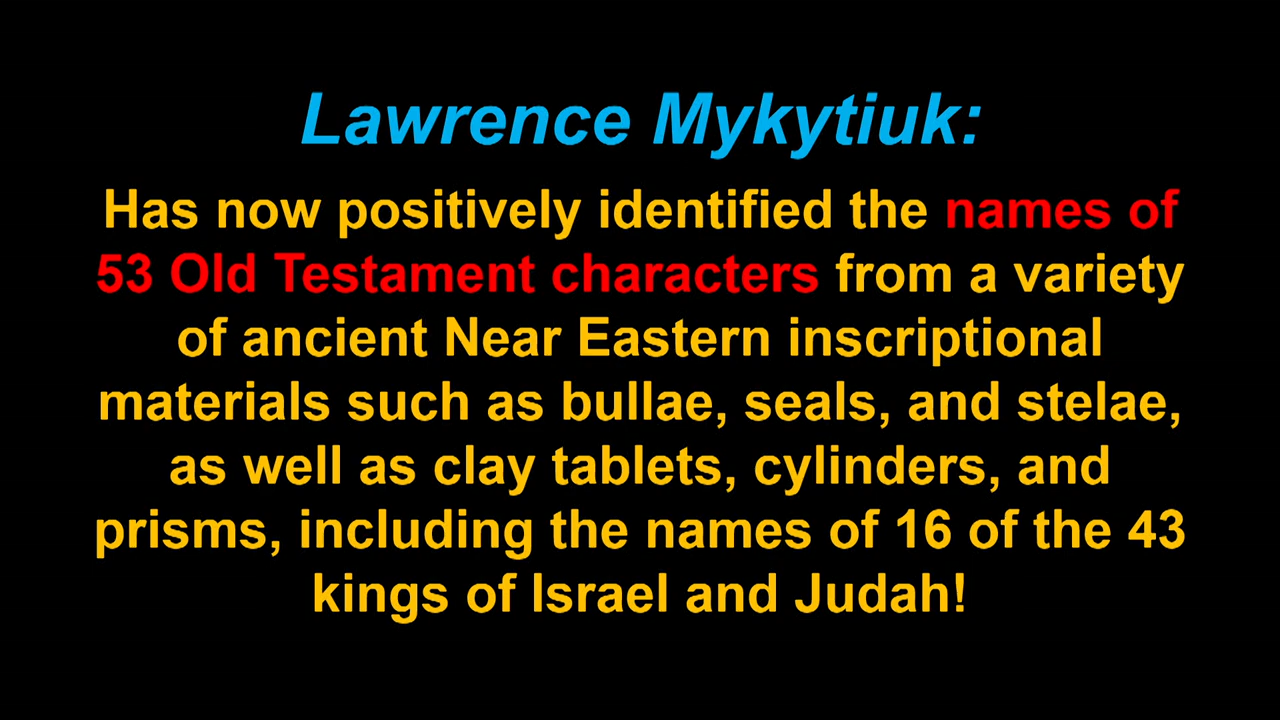 Lawrence Mykytiuk:
Has now positively identified the names of
53 Old Testament characters from a variety
of ancient Near Eastern inscriptional
materials such as bullae, seals, and stelae,
as well as clay tablets, cylinders, and
prisms, including the names of 16 of the 43
kings of Israel and Judah!